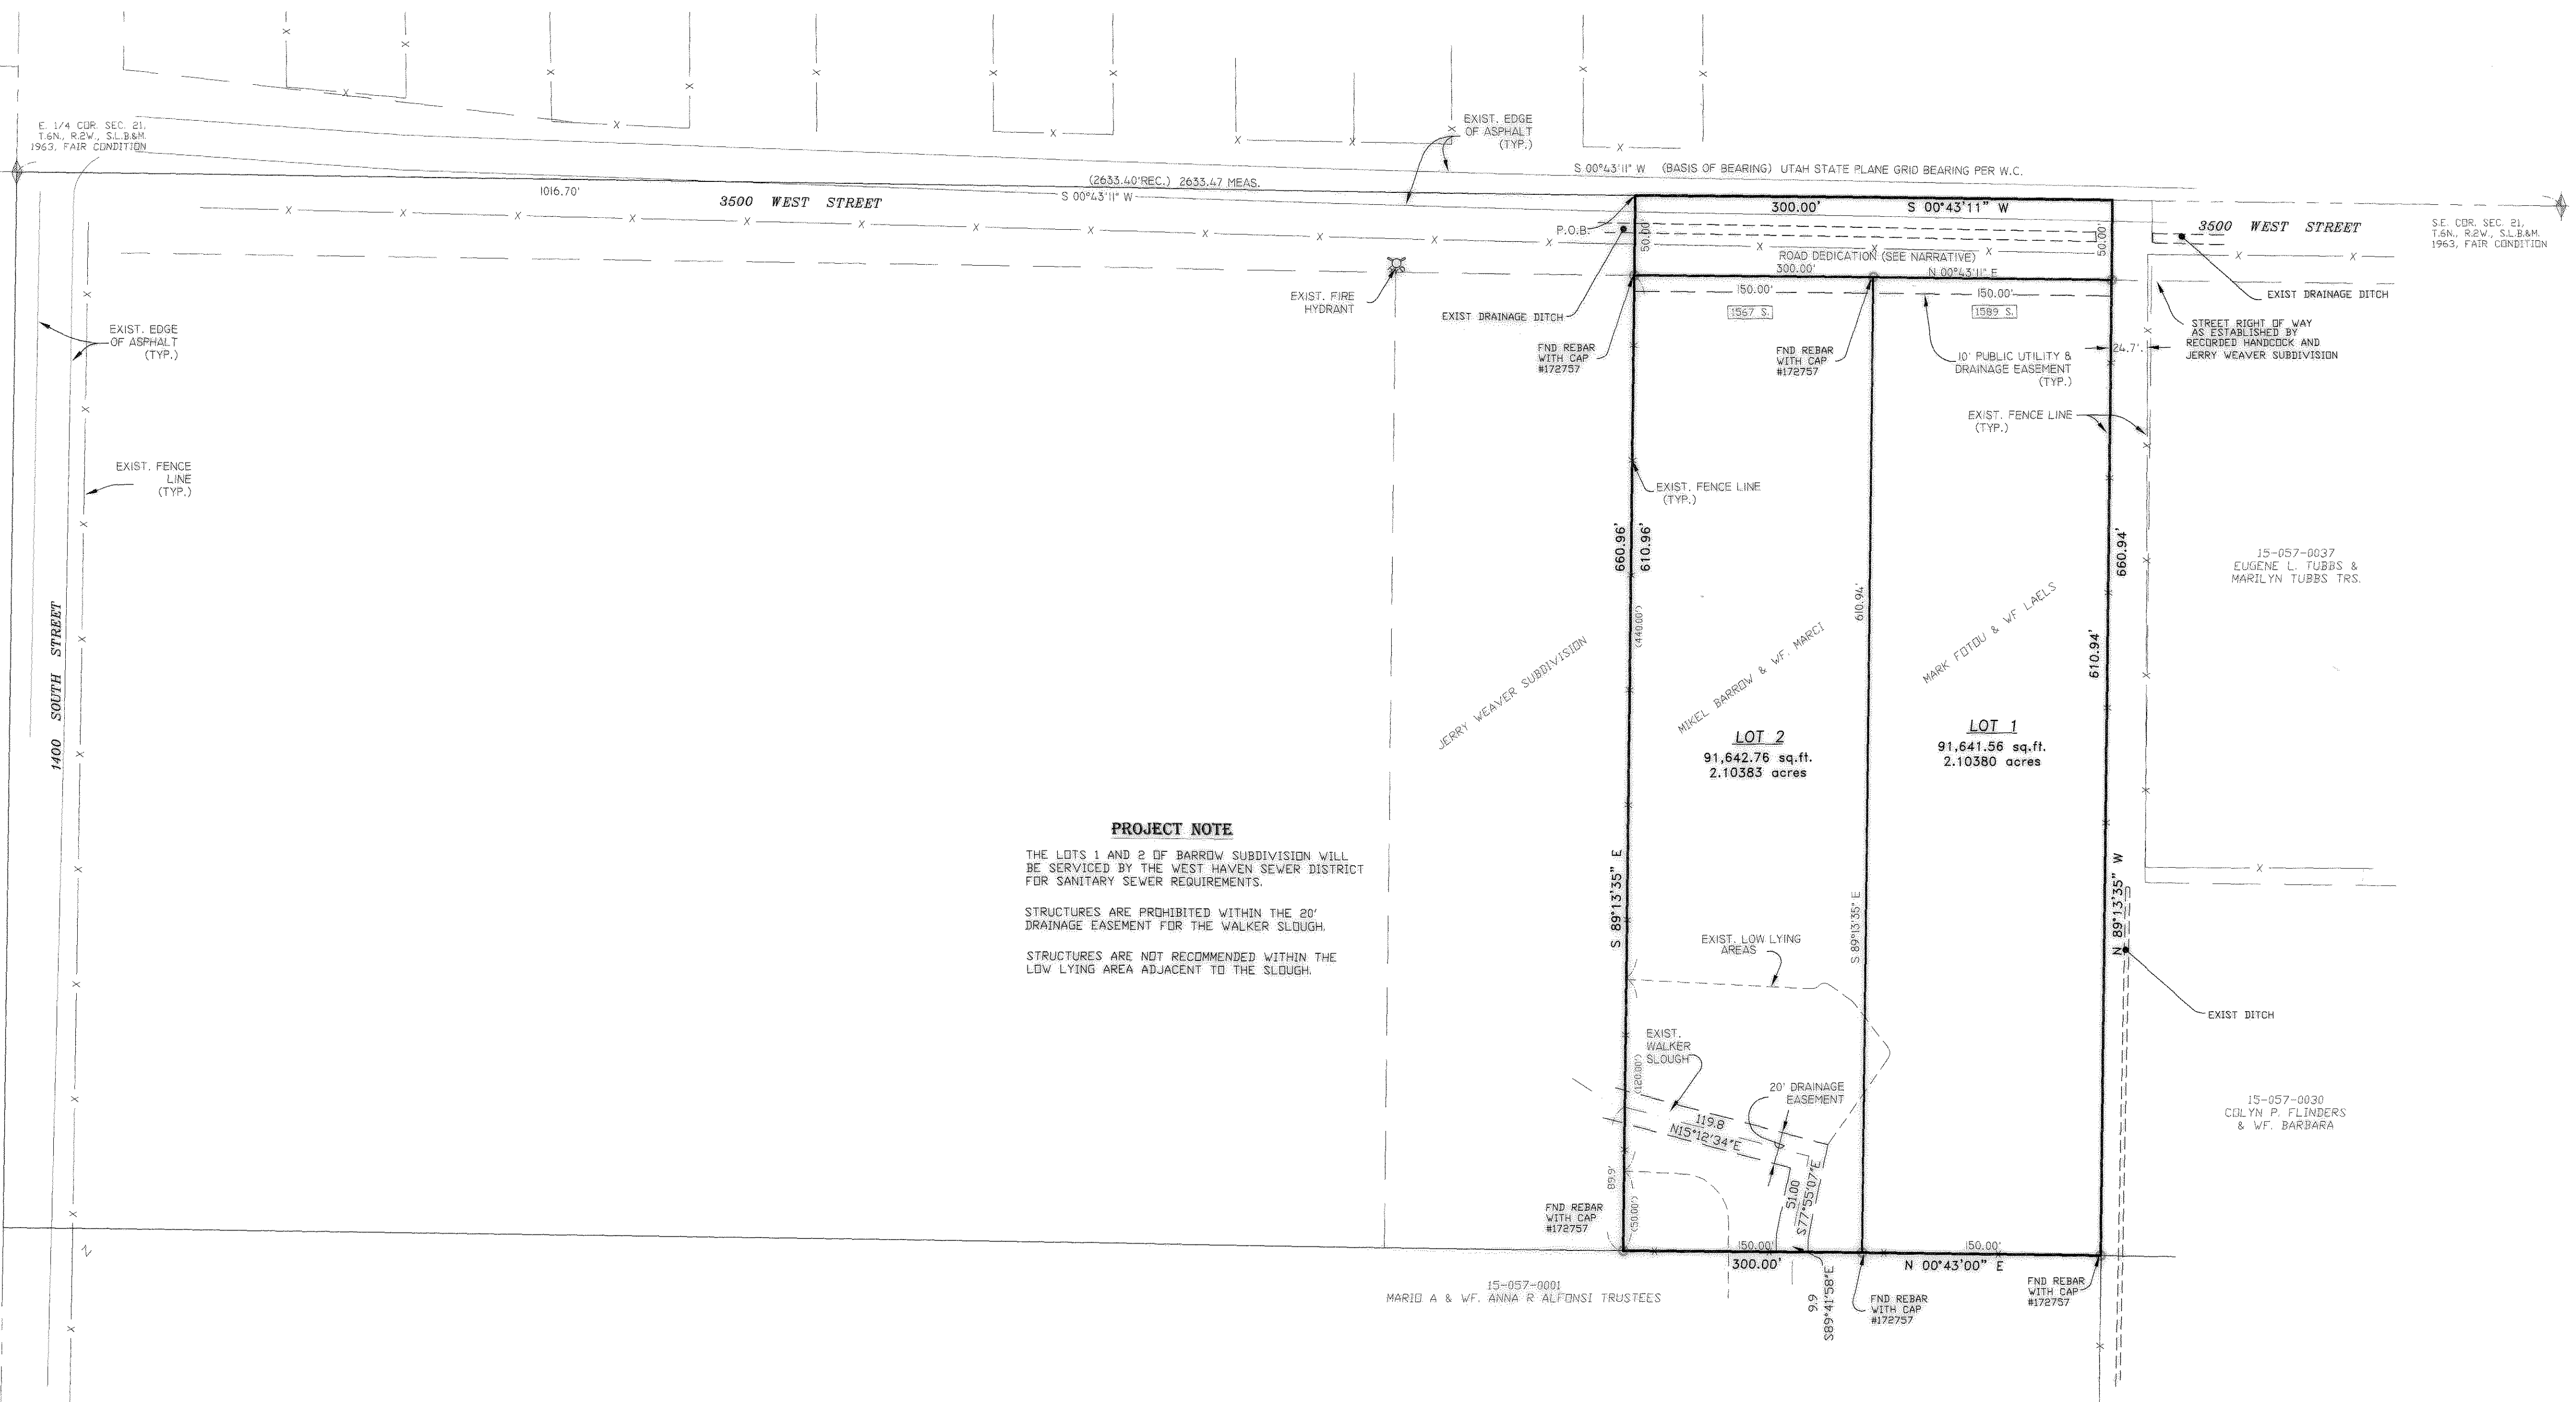 E. 1/4 COR. SEC. 21,
T.6N., R.2W., S.L.B.&M.
1963, FAIR CONDITION
EXIST. EDGE
OF ASPHALT
(TYP.)
S 00°43'11" W (BASIS OF BEARING) UTAH STATE PLANE GRID BEARING PER W.C.
(2633.40'REC.) 2633.47 MEAS.
1016.70'
S 00°43'11" W
3500 WEST STREET
300.00' S 00°43'11" W
P.O.B.
50.00'
50.00'
3500 WEST STREET
S.E. COR. SEC. 21,
T.6N., R.2W., S.L.B.&M.
1963, FAIR CONDITION
ROAD DEDICATION (SEE NARRATIVE)
300.00' N 00°43'11" E
150.00'
150.00'
1567 S.
1589 S.
EXIST. FIRE
HYDRANT
EXIST DRAINAGE DITCH
EXIST DRAINAGE DITCH
STREET RIGHT OF WAY
AS ESTABLISHED BY
RECORDED HANDCOCK AND
JERRY WEAVER SUBDIVISION
24.7'
EXIST. EDGE
OF ASPHALT
(TYP.)
FND REBAR
WITH CAP
#172757
FND REBAR
WITH CAP
#172757
10' PUBLIC UTILITY &
DRAINAGE EASEMENT
(TYP.)
EXIST. FENCE LINE
(TYP.)
EXIST. FENCE
LINE
(TYP.)
EXIST. FENCE LINE
(TYP.)
660.96'
610.96'
660.94'
15-057-0037
EUGENE L. TUBBS &
MARILYN TUBBS TRS.
1400 SOUTH STREET
(440.00')
610.94'
610.94'
JERRY WEAVER SUBDIVISION
MIKEL BARROW & WF. MARCI
MARK FOTOU & WF LAELS
LOT 2
91,642.76 sq.ft.
2.10383 acres
LOT 1
91,641.56 sq.ft.
2.10380 acres
PROJECT NOTE
THE LOTS 1 AND 2 OF BARROW SUBDIVISION WILL
BE SERVICED BY THE WEST HAVEN SEWER DISTRICT
FOR SANITARY SEWER REQUIREMENTS.
STRUCTURES ARE PROHIBITED WITHIN THE 20'
DRAINAGE EASEMENT FOR THE WALKER SLOUGH.
STRUCTURES ARE NOT RECOMMENDED WITHIN THE
LOW LYING AREA ADJACENT TO THE SLOUGH.
S 89°13'35" E
S 89°13'35" E
N 89°13'35" W
EXIST. LOW LYING
AREAS
EXIST DITCH
EXIST.
WALKER
SLOUGH
(120.00')
20' DRAINAGE
EASEMENT
119.8
N15°12'34"E
15-057-0030
COLYN P. FLINDERS
& WF. BARBARA
89.9'
(50.00')
51.00
S77°55'07"E
FND REBAR
WITH CAP
#172757
150.00'
150.00'
300.00'
N 00°43'00" E
9.9
S89°41'58"E
15-057-0001
MARIO A & WF. ANNA R ALFONSI TRUSTEES
FND REBAR
WITH CAP
#172757
FND REBAR
WITH CAP
#172757
Z